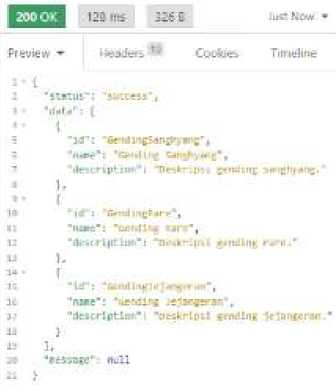 200 OK 128 ms 326 B Just Now
Preview Headers 10 Cookies Timeline
1 {
2 "status": "success",
3 "data": [
4 {
5 "id": "GendingSanghyang",
6 "name": "Gending Sanghyang",
7 "description": "Deskripsi gending sanghyang."
8 },
9 {
10 "id": "GendingRare",
11 "name": "Gending Rare",
12 "description": "Deskripsi gending rare."
13 },
14 {
15 "id": "GendingJejangeran",
16 "name": "Gending Jejangeran",
17 "description": "Deskripsi gending jejangeran."
18 }
19 ],
20 "message": null
21 }